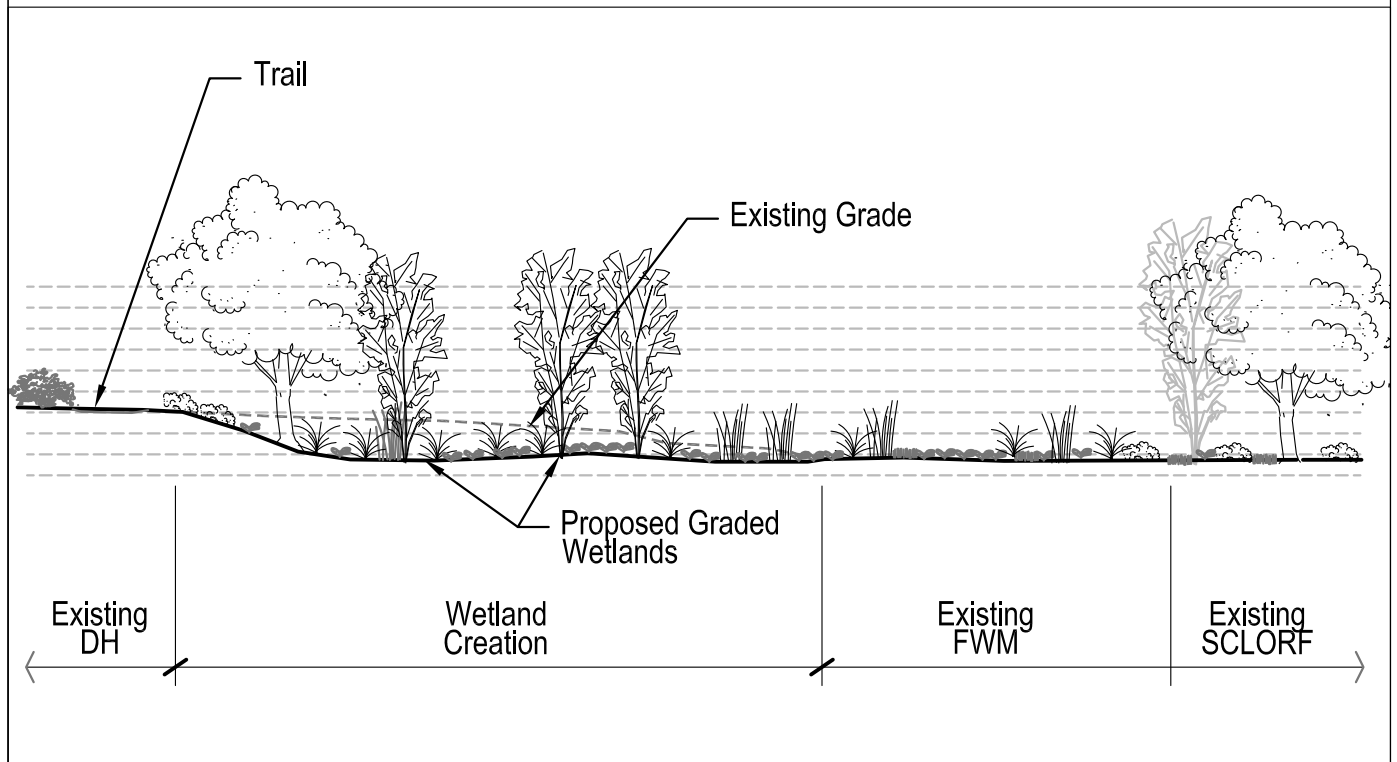 Trail
Existing Grade
Proposed Graded
Wetlands
Existing
DH
Wetland
Creation
Existing
FWM
Existing
SCLORF